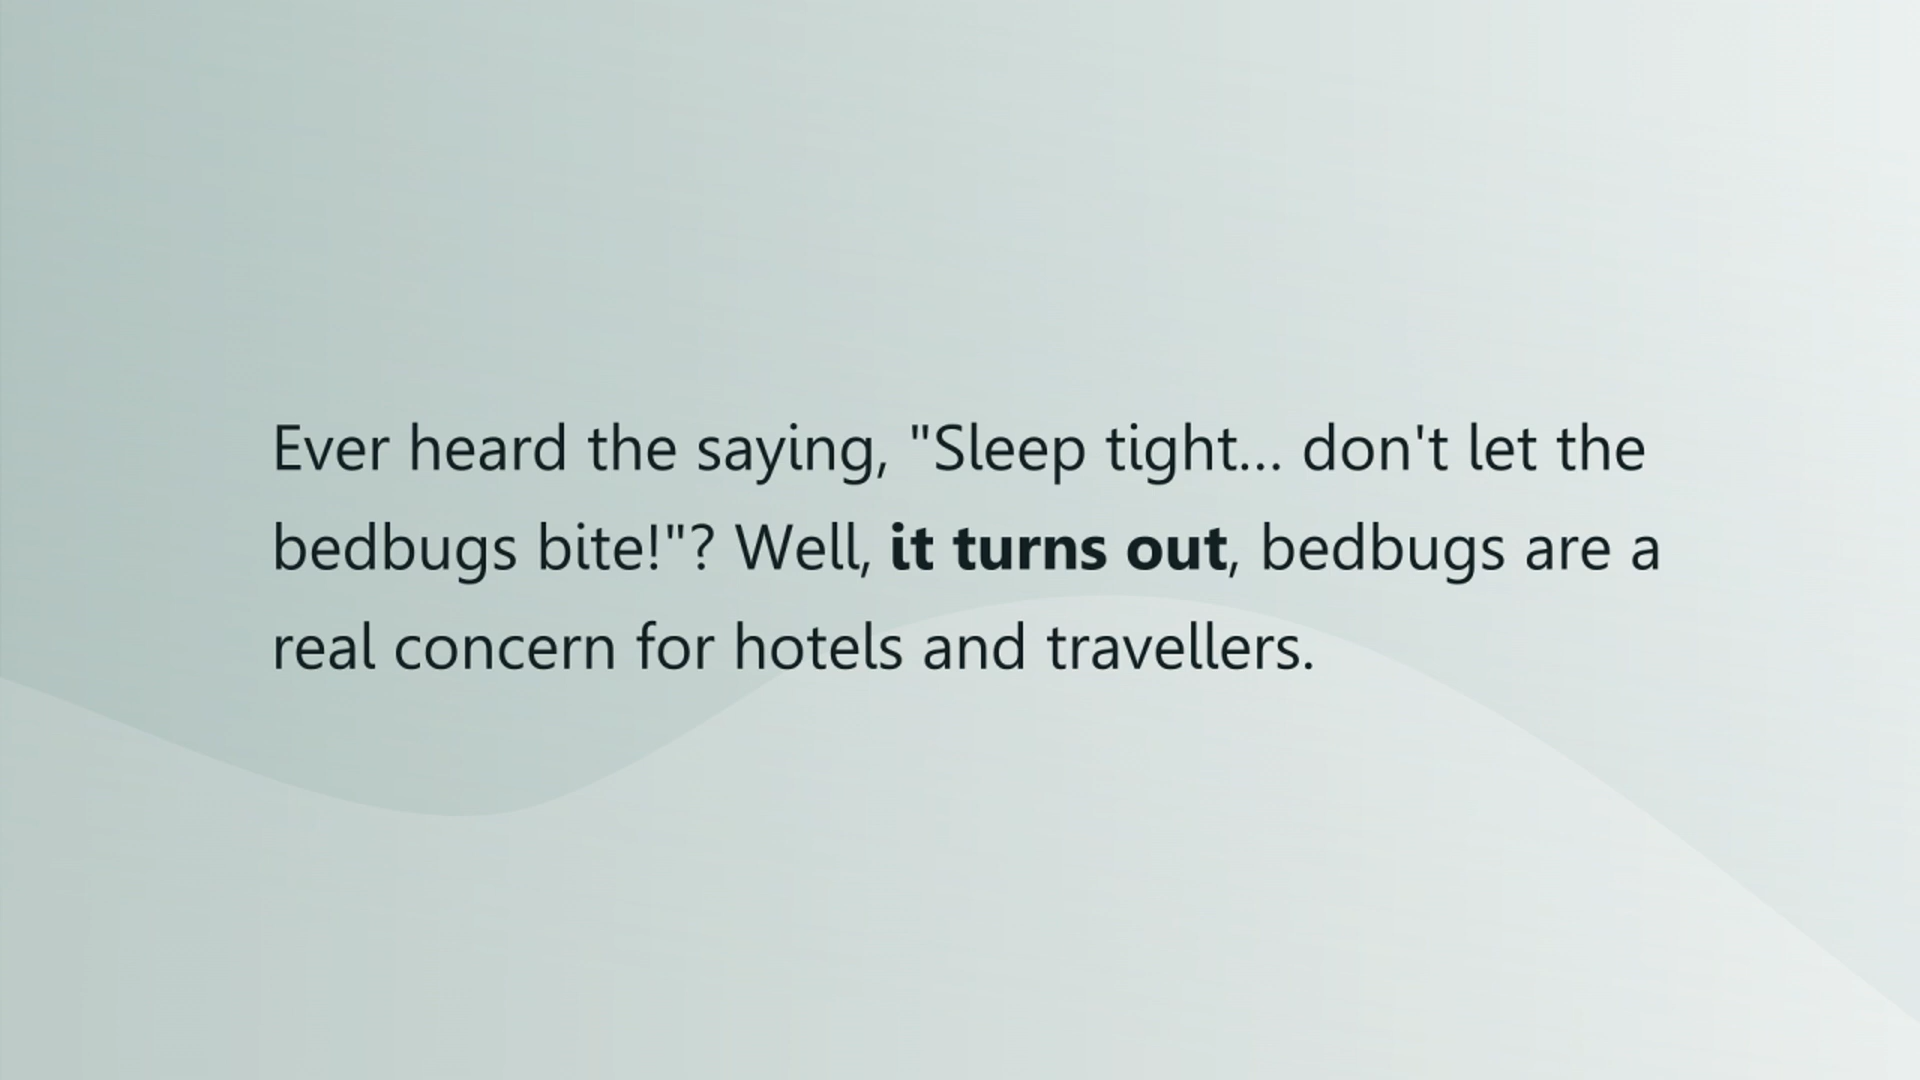 Ever heard the saying, "Sleep tight... don't let the
bedbugs bite!"? Well, it turns out, bedbugs are a
real concern for hotels and travellers.